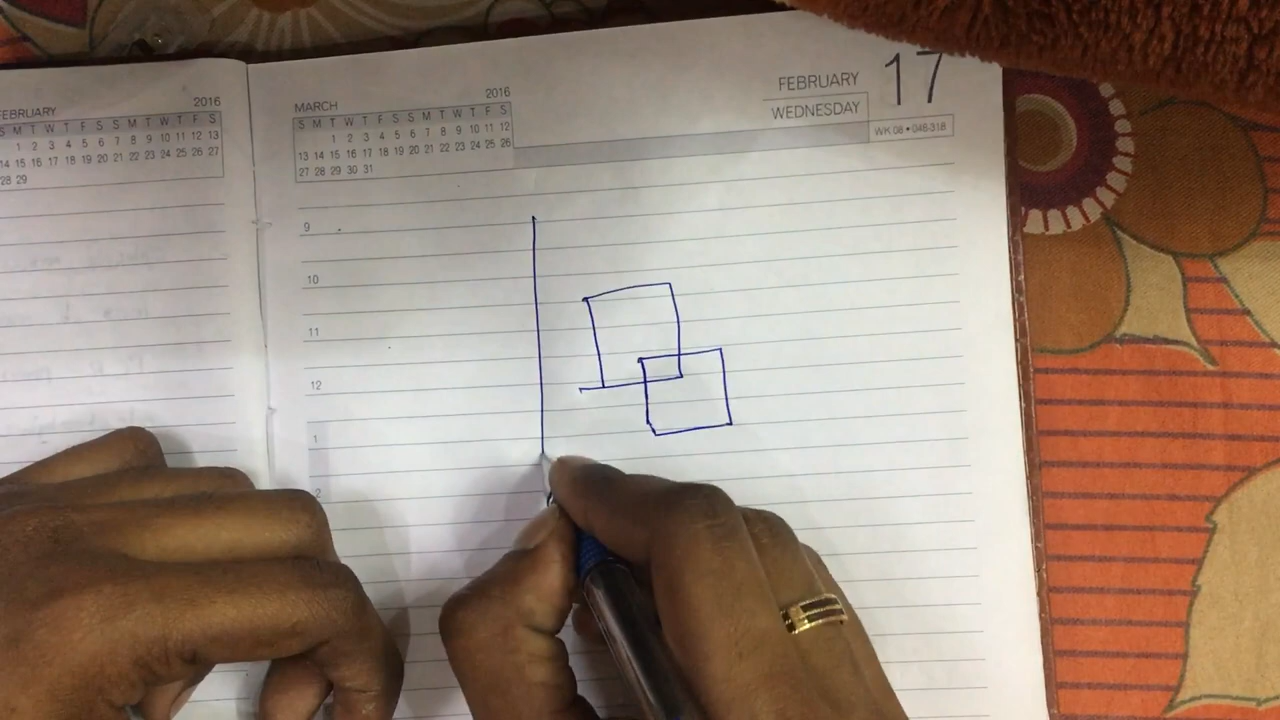 FEBRUARY 2016
S M T W T F S S M T W T F S
1 2 3 4 5 6 7 8 9 10 11 12 13
14 15 16 17 18 19 20 21 22 23 24 25 26 27
28 29
MARCH 2016
S M T W T F S S M T W T F S
1 2 3 4 5 6 7 8 9 10 11 12
13 14 15 16 17 18 19 20 21 22 23 24 25 26
27 28 29 30 31
FEBRUARY 17
WEDNESDAY
WK 08 • 048-318
9
10
11
12
1
2